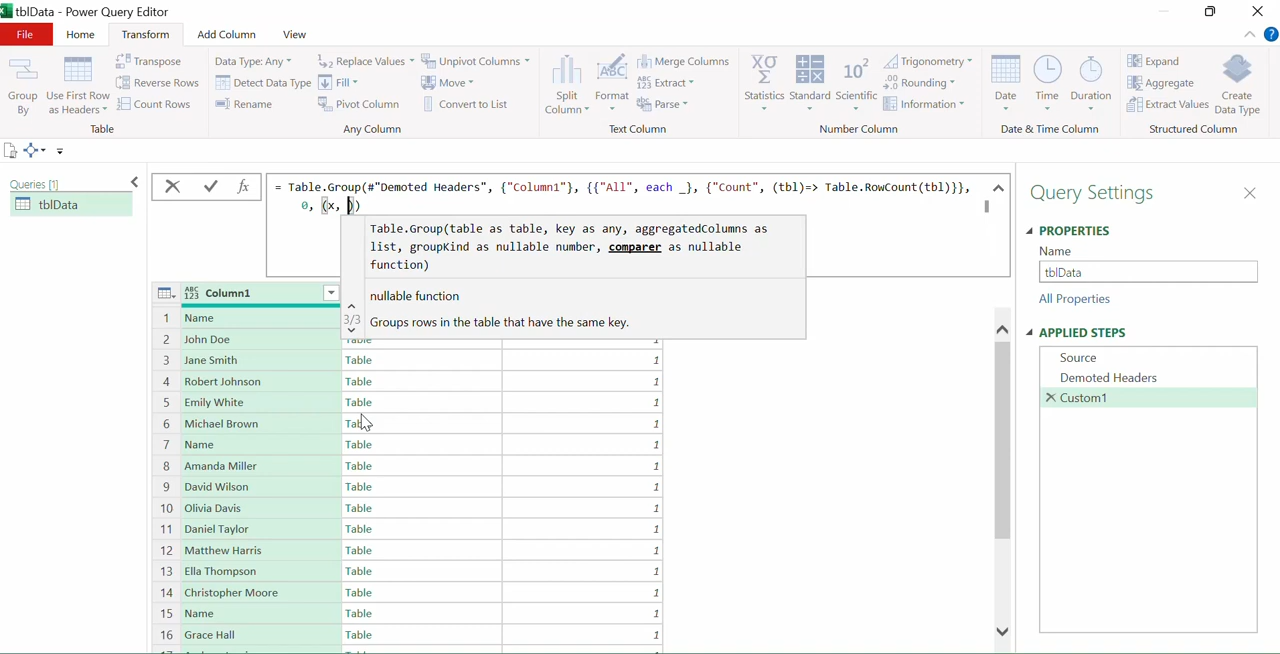 tblData - Power Query Editor
File Home Transform Add Column View
Group By
Use First Row as Headers
Transpose
Reverse Rows
Count Rows
Table
Data Type: Any
Detect Data Type
Rename
Replace Values
Fill
Pivot Column
Unpivot Columns
Move
Convert to List
Any Column
Split Column
Format
Merge Columns
Extract
Parse
Text Column
Statistics
Standard
Scientific
Trigonometry
Rounding
Information
Number Column
Date
Time
Duration
Date & Time Column
Expand
Aggregate
Extract Values
Create Data Type
Structured Column
Queries [1]
tblData
= Table.Group(#"Demoted Headers", {"Column1"}, {{"All", each _}, {"Count", (tbl)=> Table.RowCount(tbl)}},
0, (x, ))
Table.Group(table as table, key as any, aggregatedColumns as
list, groupKind as nullable number, comparer as nullable
function)
nullable function
3/3 Groups rows in the table that have the same key.
ABC 123 Column1
1 Name
2 John Doe Table 1
3 Jane Smith Table 1
4 Robert Johnson Table 1
5 Emily White Table 1
6 Michael Brown Table 1
7 Name Table 1
8 Amanda Miller Table 1
9 David Wilson Table 1
10 Olivia Davis Table 1
11 Daniel Taylor Table 1
12 Matthew Harris Table 1
13 Ella Thompson Table 1
14 Christopher Moore Table 1
15 Name Table 1
16 Grace Hall Table 1
Query Settings
PROPERTIES
Name
tblData
All Properties
APPLIED STEPS
Source
Demoted Headers
Custom1